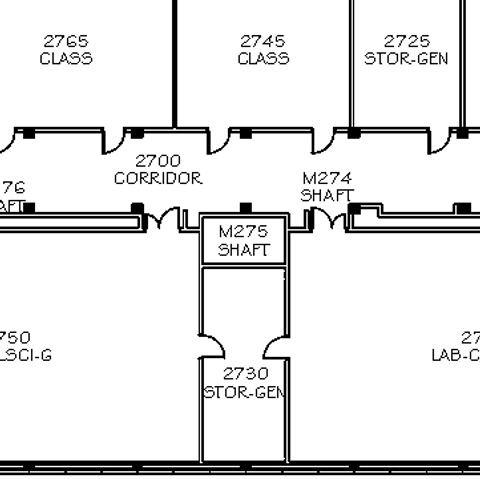 2765
CLASS
2745
CLASS
2725
STOR-GEN
2700
CORRIDOR
M274
SHAFT
M275
SHAFT
2730
STOR-GEN